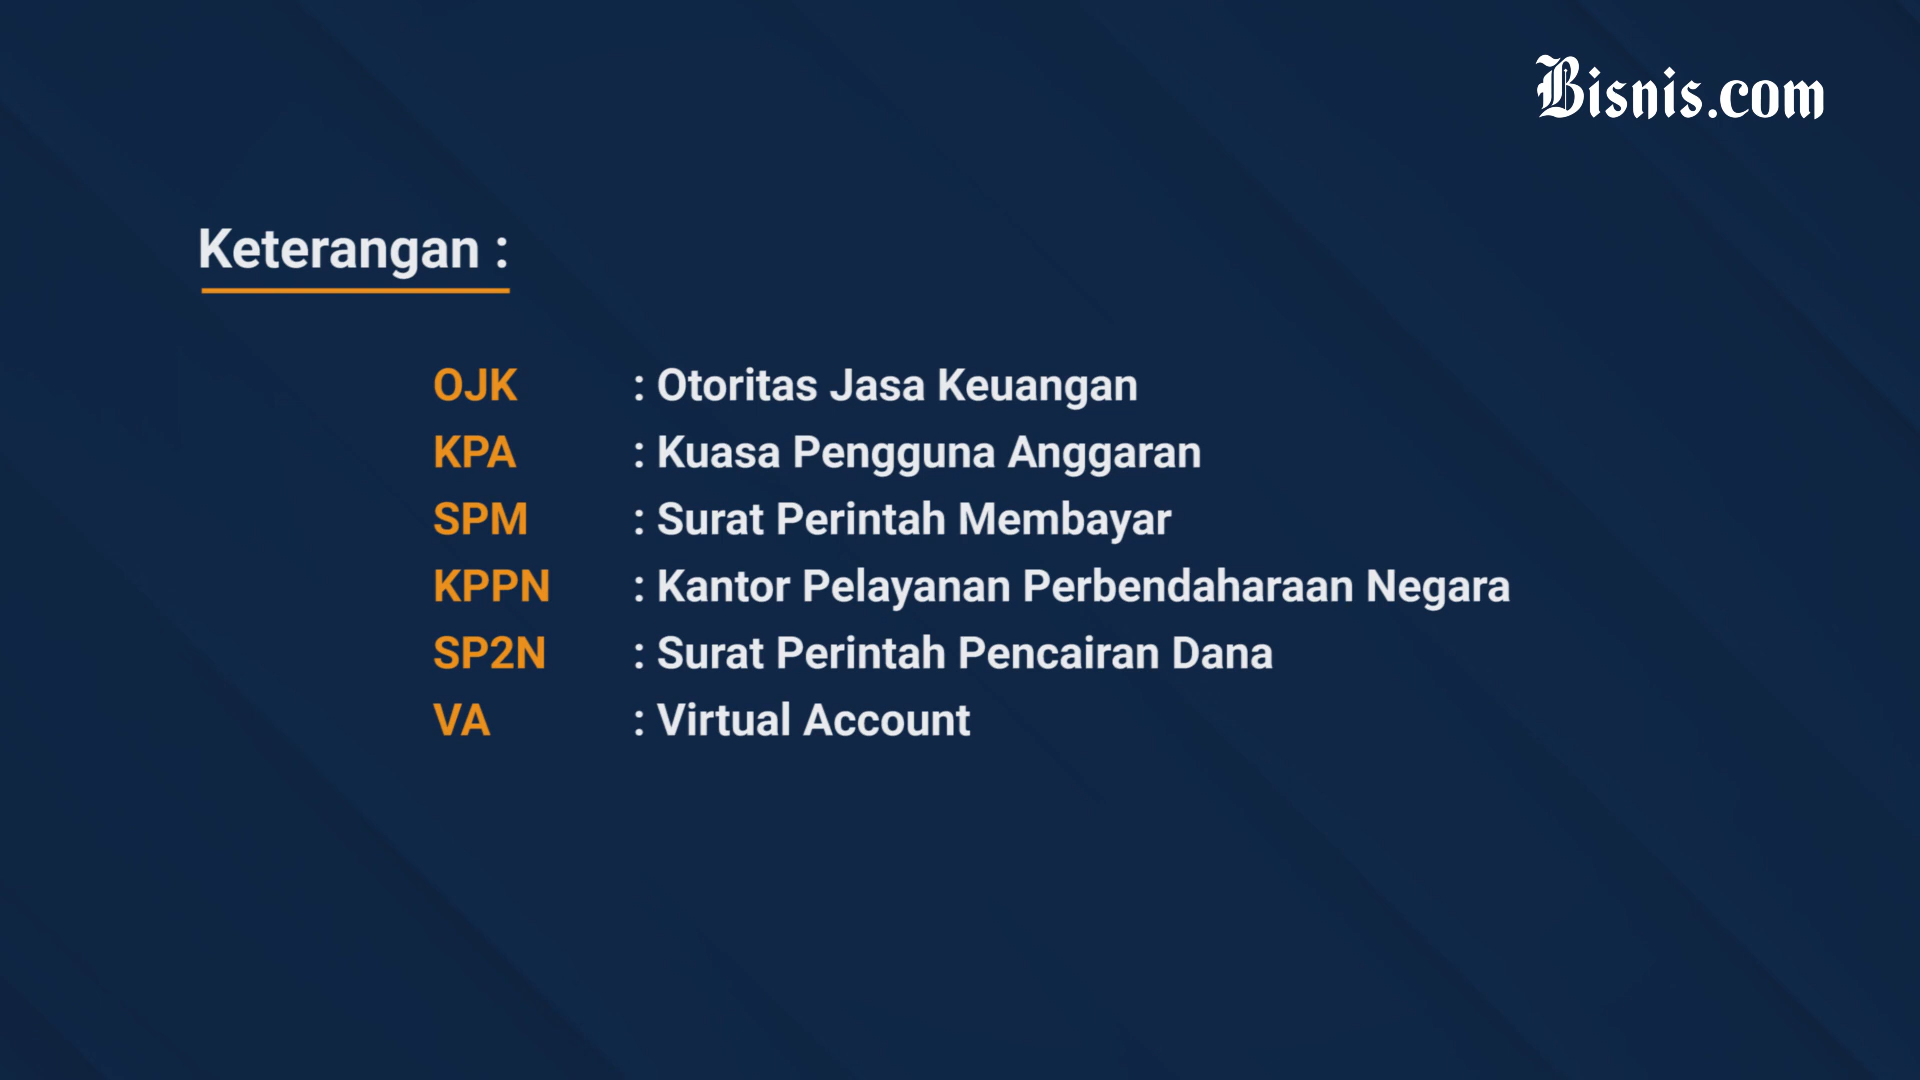 Bisnis.com
Keterangan :
OJK : Otoritas Jasa Keuangan
KPA : Kuasa Pengguna Anggaran
SPM : Surat Perintah Membayar
KPPN : Kantor Pelayanan Perbendaharaan Negara
SP2N : Surat Perintah Pencairan Dana
VA : Virtual Account